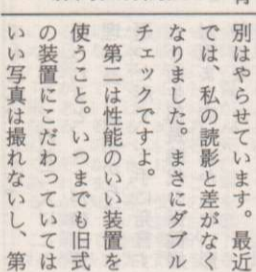 別はやらせています。最近
では、私の読影と差がなく
なりました。まさにダブル
チェックですよ。
　第二は性能のいい装置を
使うこと。いつまでも旧式
の装置にこだわっていては
いい写真は撮れないし、第